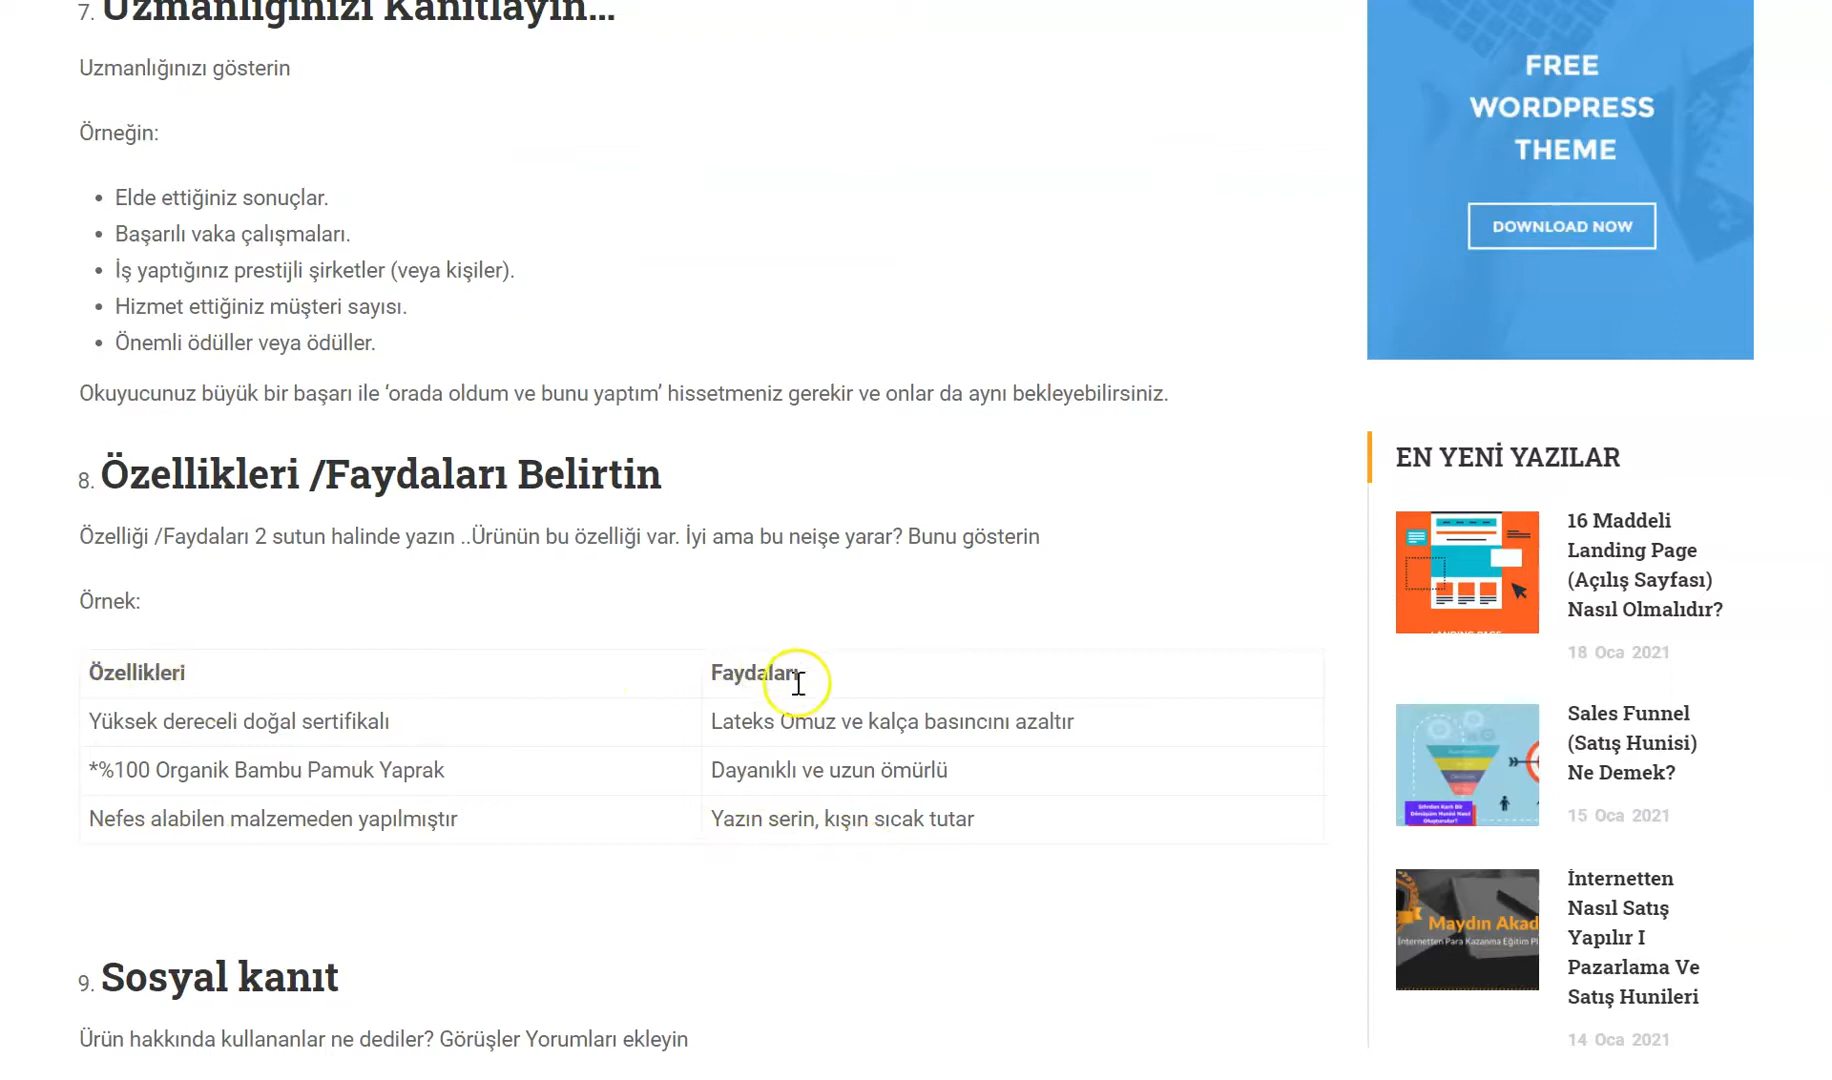 7. Uzmanlığınızı Kanıtlayın...
Uzmanlığınızı gösterin
Örneğin:
• Elde ettiğiniz sonuçlar.
• Başarılı vaka çalışmaları.
• İş yaptığınız prestijli şirketler (veya kişiler).
• Hizmet ettiğiniz müşteri sayısı.
• Önemli ödüller veya ödüller.
Okuyucunuz büyük bir başarı ile ‘orada oldum ve bunu yaptım’ hissetmeniz gerekir ve onlar da aynı bekleyebilirsiniz.
8. Özellikleri /Faydaları Belirtin
Özelliği /Faydaları 2 sutun halinde yazın ..Ürünün bu özelliği var. İyi ama bu neişe yarar? Bunu gösterin
Örnek:
Özellikleri Faydaları
Yüksek dereceli doğal sertifikalı Lateks Omuz ve kalça basıncını azaltır
*%100 Organik Bambu Pamuk Yaprak Dayanıklı ve uzun ömürlü
Nefes alabilen malzemeden yapılmıştır Yazın serin, kışın sıcak tutar
9. Sosyal kanıt
Ürün hakkında kullananlar ne dediler? Görüşler Yorumları ekleyin
FREE
WORDPRESS
THEME
DOWNLOAD NOW
EN YENİ YAZILAR
16 Maddeli
Landing Page
(Açılış Sayfası)
Nasıl Olmalıdır?
18 Oca 2021
Sales Funnel
(Satış Hunisi)
Ne Demek?
15 Oca 2021
Maydın Akad
İnternetten Para Kazanma Eğitim Pl
İnternetten
Nasıl Satış
Yapılır I
Pazarlama Ve
Satış Hunileri
14 Oca 2021